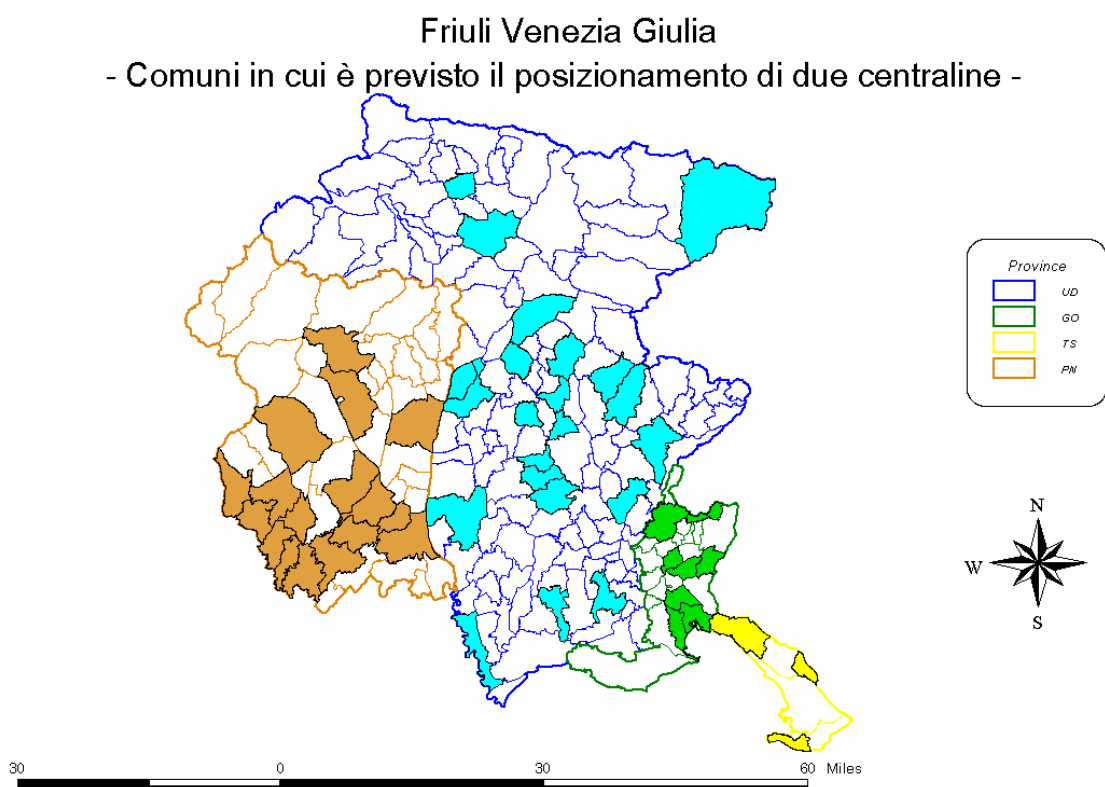 Friuli Venezia Giulia
- Comuni in cui è previsto il posizionamento di due centraline -
Province
UD
GO
TS
PN
N
W E
S
30 0 30 60 Miles